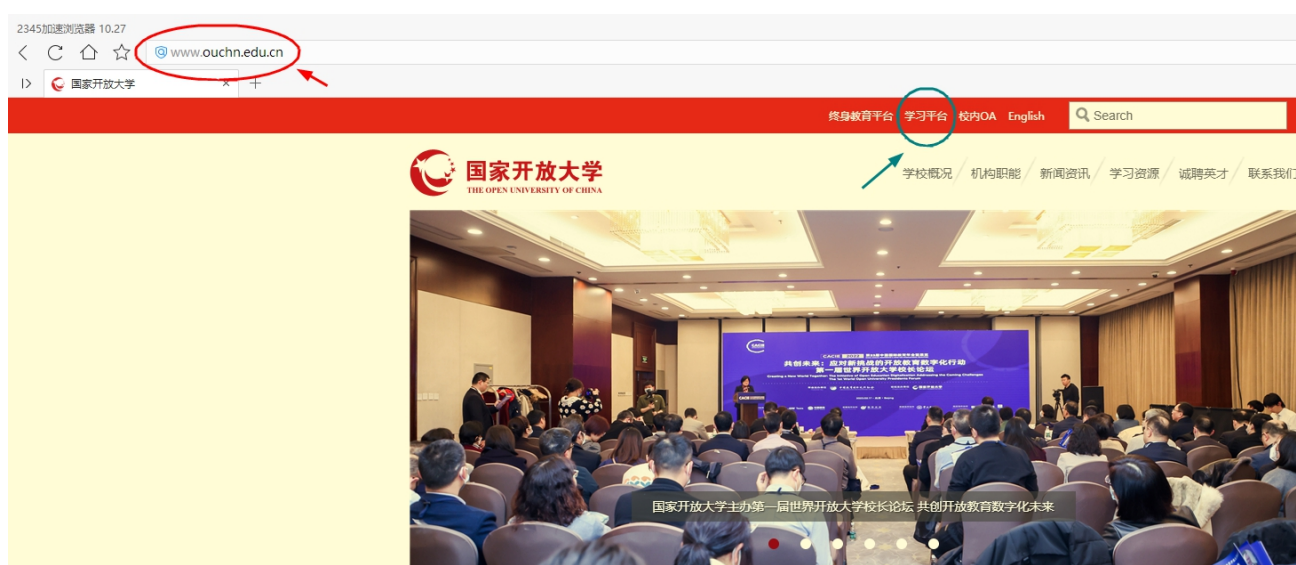 2345加速浏览器 10.27
www.ouchn.edu.cn
国家开放大学
终身教育平台 学习平台 校内OA English Search
国家开放大学
THE OPEN UNIVERSITY OF CHINA
学校概况 机构职能 新闻资讯 学习资源 诚聘英才 联系我们
共创未来：应对新挑战的开放教育数字化行动
第一届世界开放大学校长论坛
国家开放大学主办第一届世界开放大学校长论坛 共创开放教育数字化未来